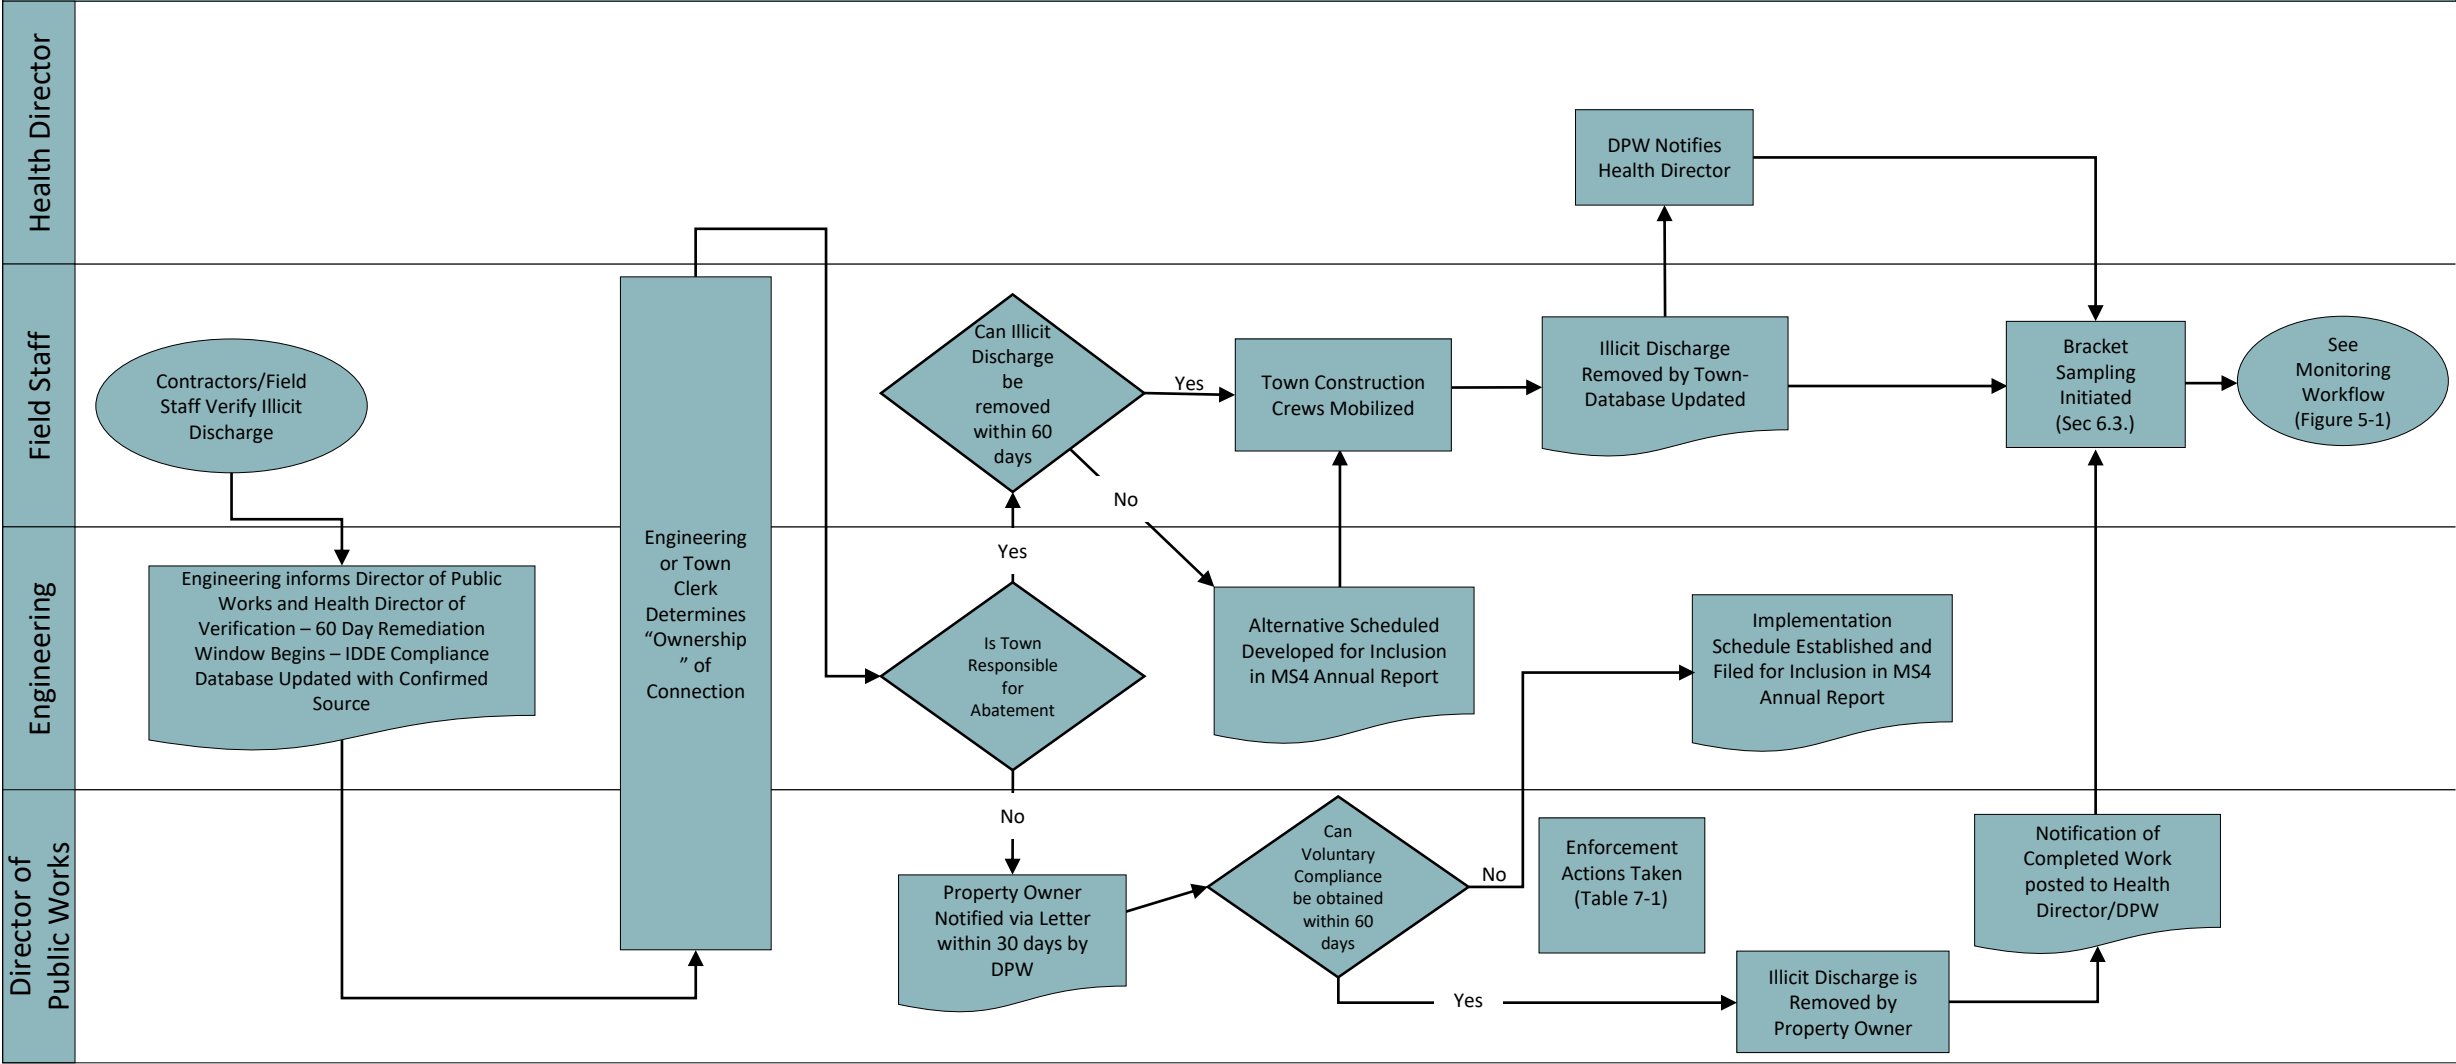 Health Director
DPW Notifies
Health Director
Field Staff
Contractors/Field
Staff Verify Illicit
Discharge
Can Illicit
Discharge
be
removed
within 60
days
Yes
No
Town Construction
Crews Mobilized
Illicit Discharge
Removed by Town-
Database Updated
Bracket
Sampling
Initiated
(Sec 6.3.)
See
Monitoring
Workflow
(Figure 5-1)
Engineering
Engineering informs Director of Public
Works and Health Director of
Verification – 60 Day Remediation
Window Begins – IDDE Compliance
Database Updated with Confirmed
Source
Engineering
or Town
Clerk
Determines
“Ownership
” of
Connection
Yes
Is Town
Responsible
for
Abatement
No
Alternative Scheduled
Developed for Inclusion
in MS4 Annual Report
Implementation
Schedule Established and
Filed for Inclusion in MS4
Annual Report
Director of
Public Works
Property Owner
Notified via Letter
within 30 days by
DPW
Can
Voluntary
Compliance
be obtained
within 60
days
No
Yes
Enforcement
Actions Taken
(Table 7-1)
Illicit Discharge is
Removed by
Property Owner
Notification of
Completed Work
posted to Health
Director/DPW